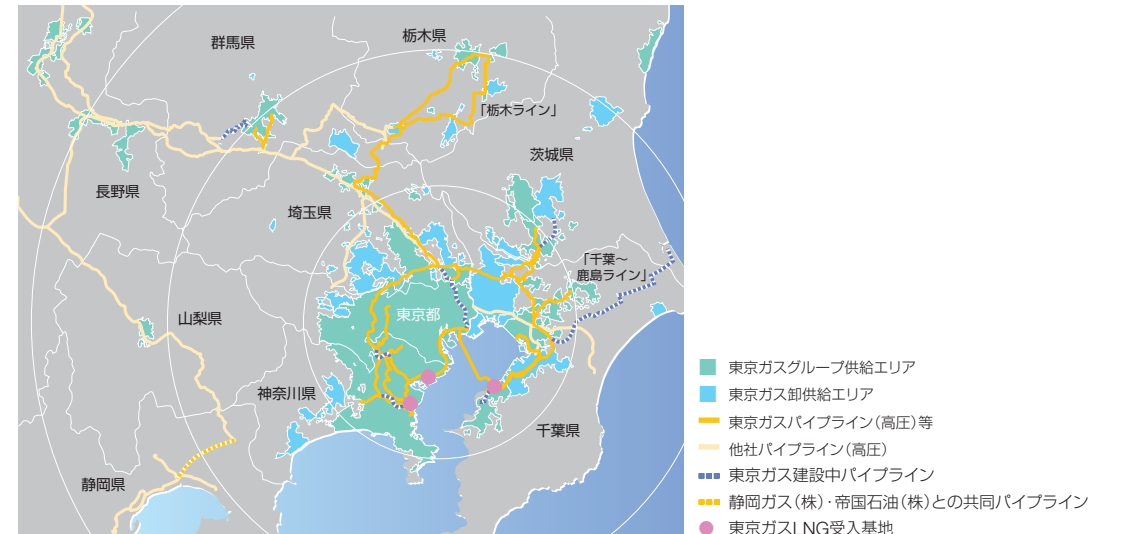 栃木県
群馬県
「栃木ライン」
茨城県
長野県
埼玉県
「千葉〜
鹿島ライン」
東京都
山梨県
神奈川県
千葉県
静岡県
東京ガスグループ供給エリア
東京ガス卸供給エリア
東京ガスパイプライン(高圧)等
他社パイプライン(高圧)
東京ガス建設中パイプライン
静岡ガス(株)・帝国石油(株)との共同パイプライン
東京ガスLNG受入基地